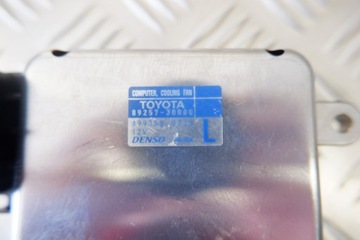 COMPUTER, COOLING FAN
TOYOTA
89257-30080
12V
DENSO
L